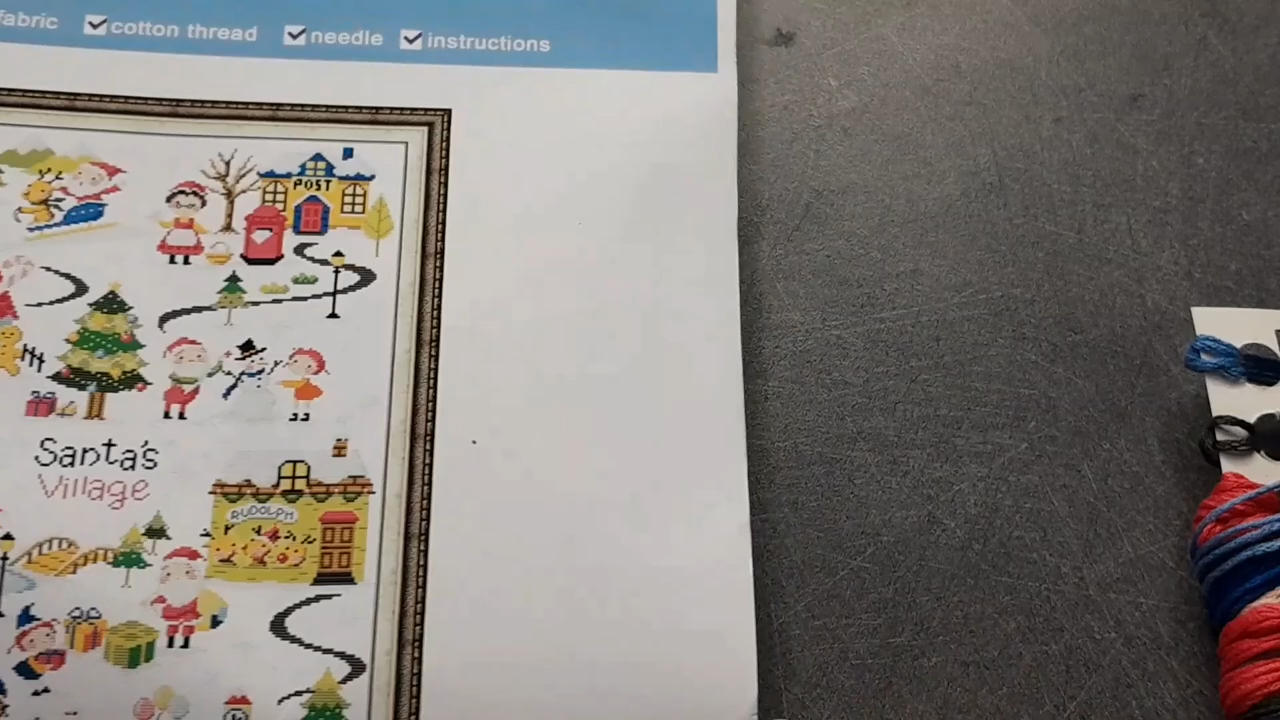 fabric cotton thread needle instructions
POST
Santa's
Village
RUDOLPH